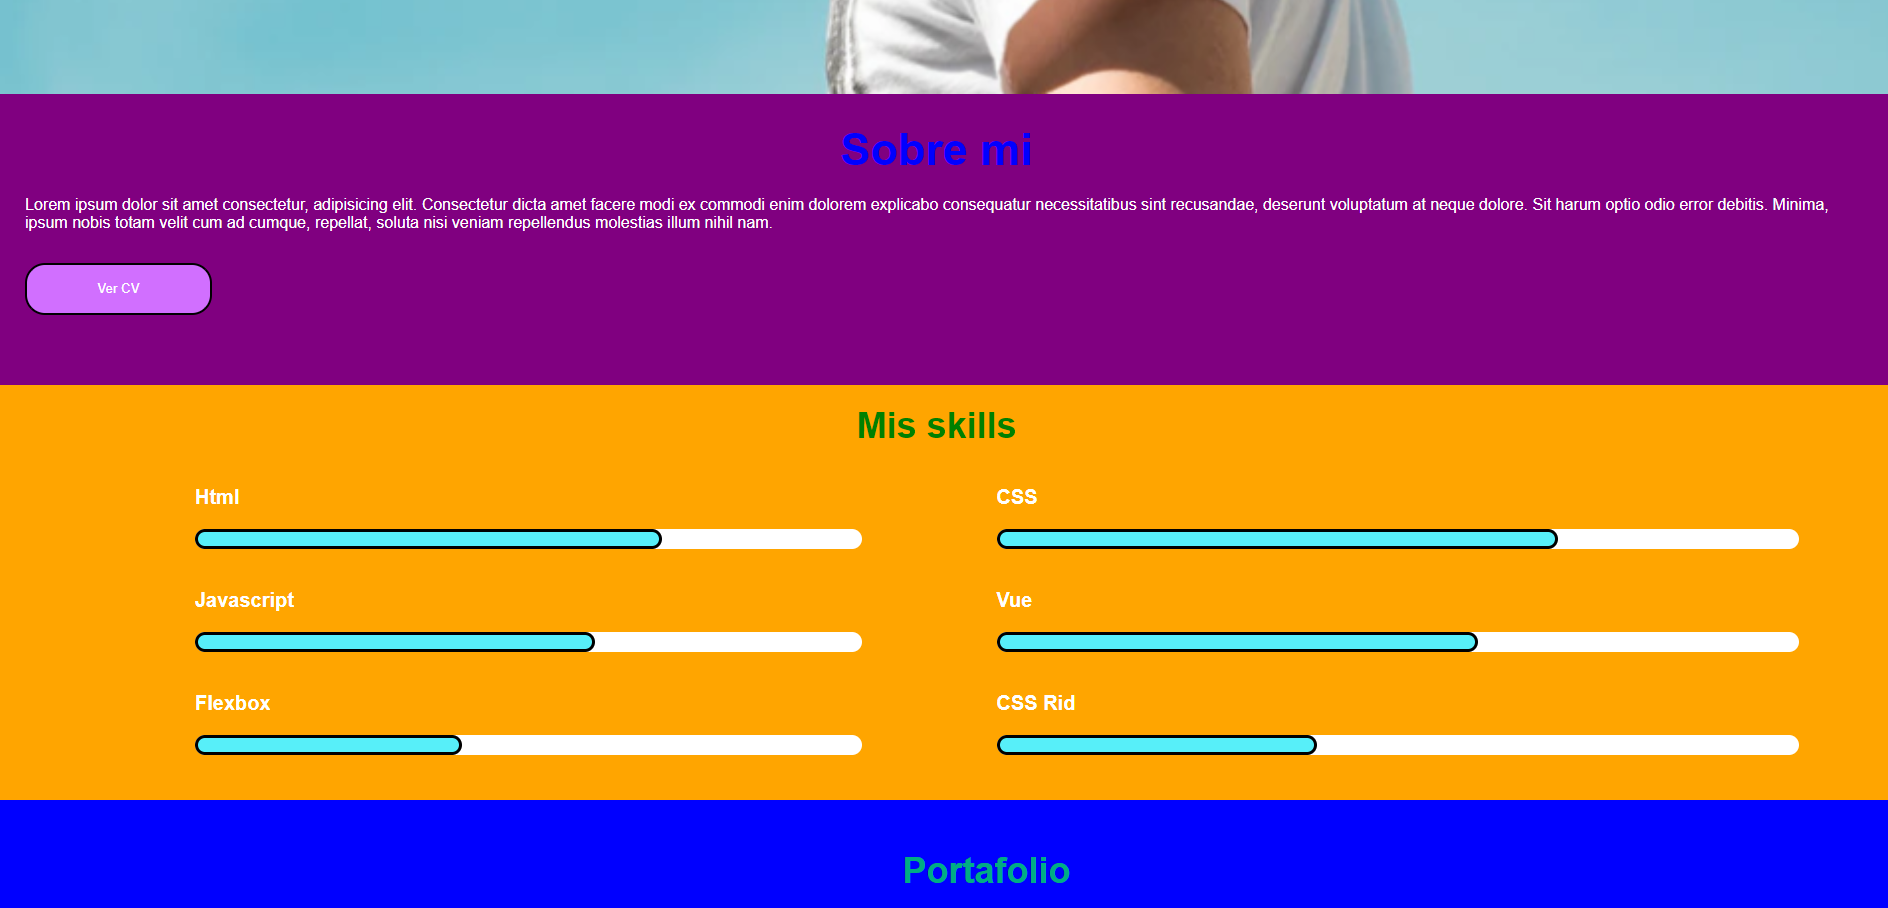 Sobre mi
Lorem ipsum dolor sit amet consectetur, adipisicing elit. Consectetur dicta amet facere modi ex commodi enim dolorem explicabo consequatur necessitatibus sint recusandae, deserunt voluptatum at neque dolore. Sit harum optio odio error debitis. Minima,
ipsum nobis totam velit cum ad cumque, repellat, soluta nisi veniam repellendus molestias illum nihil nam.
Ver CV
Mis skills
Html
CSS
Javascript
Vue
Flexbox
CSS Rid
Portafolio